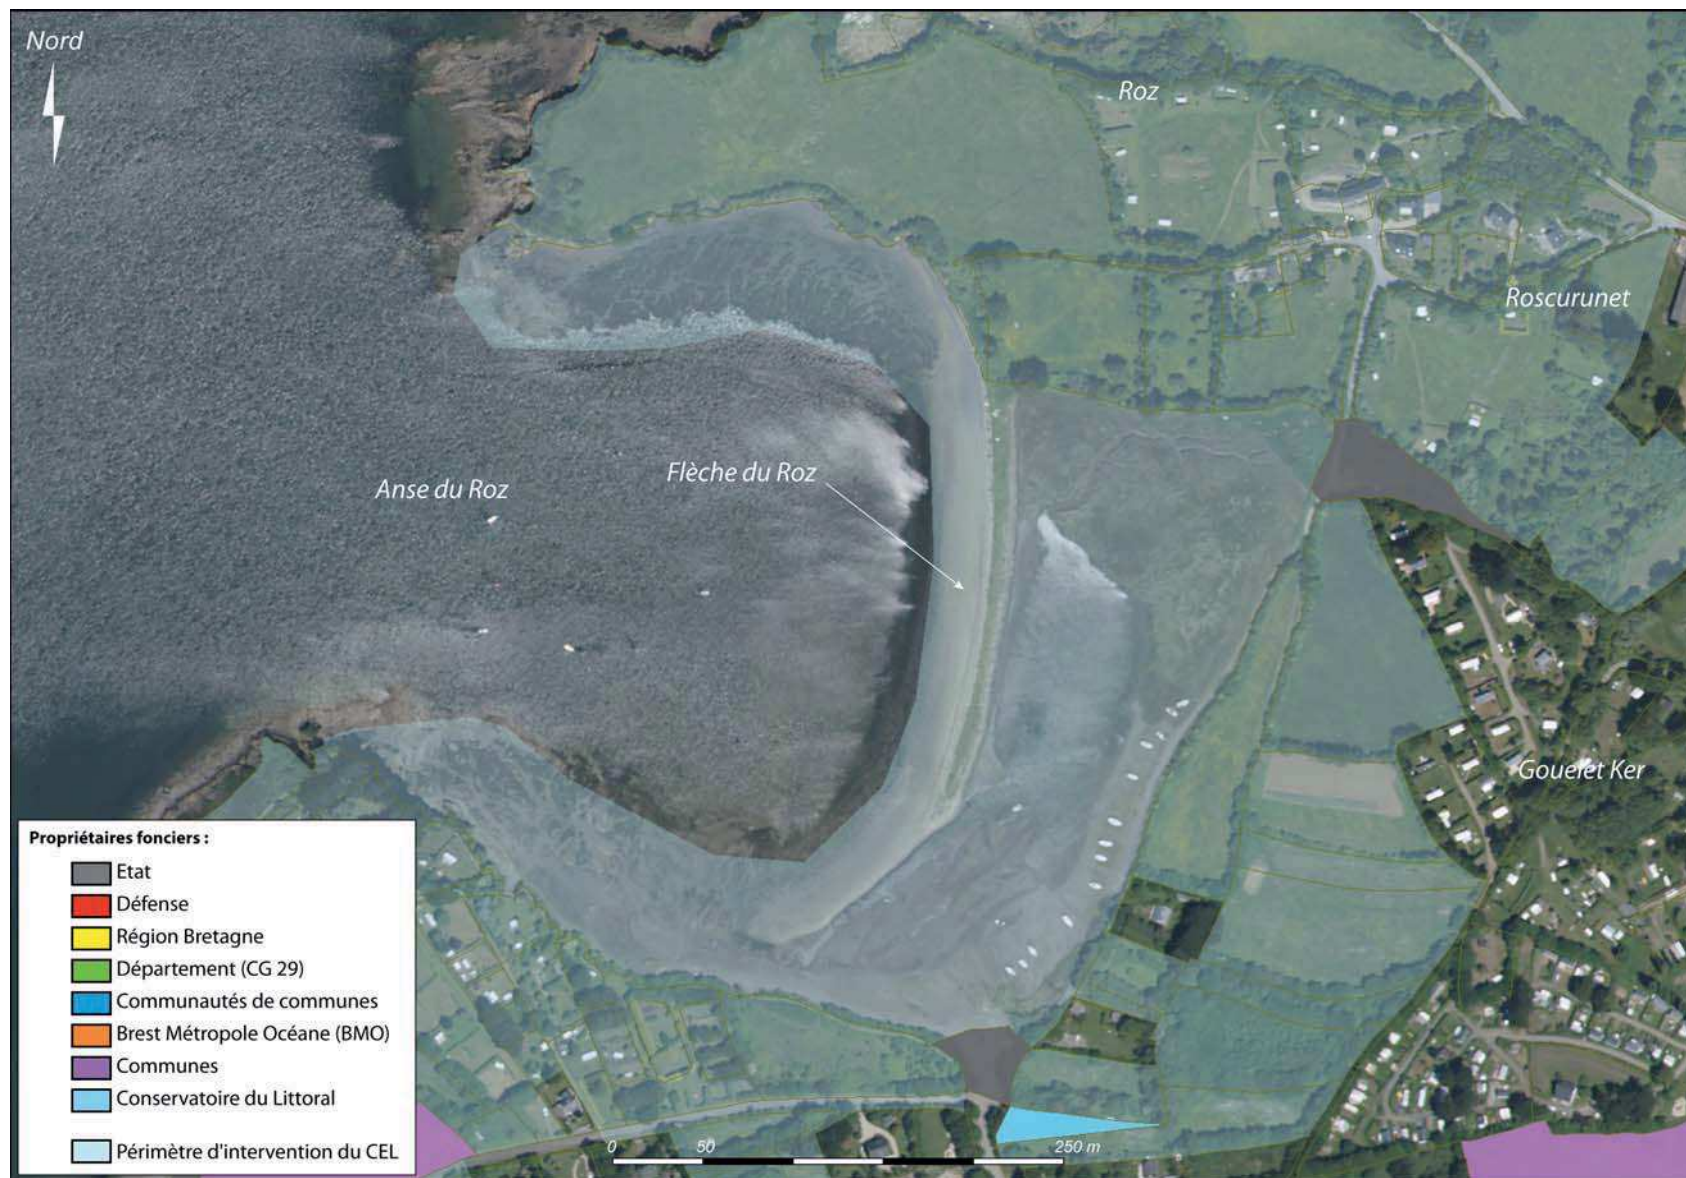 Nord
Roz
Roscurunet
Flèche du Roz
Anse du Roz
Gouelet Ker
Propriétaires fonciers :
Etat
Défense
Région Bretagne
Département (CG 29)
Communautés de communes
Brest Métropole Océane (BMO)
Communes
Conservatoire du Littoral
Périmètre d'intervention du CEL
0 50 250 m